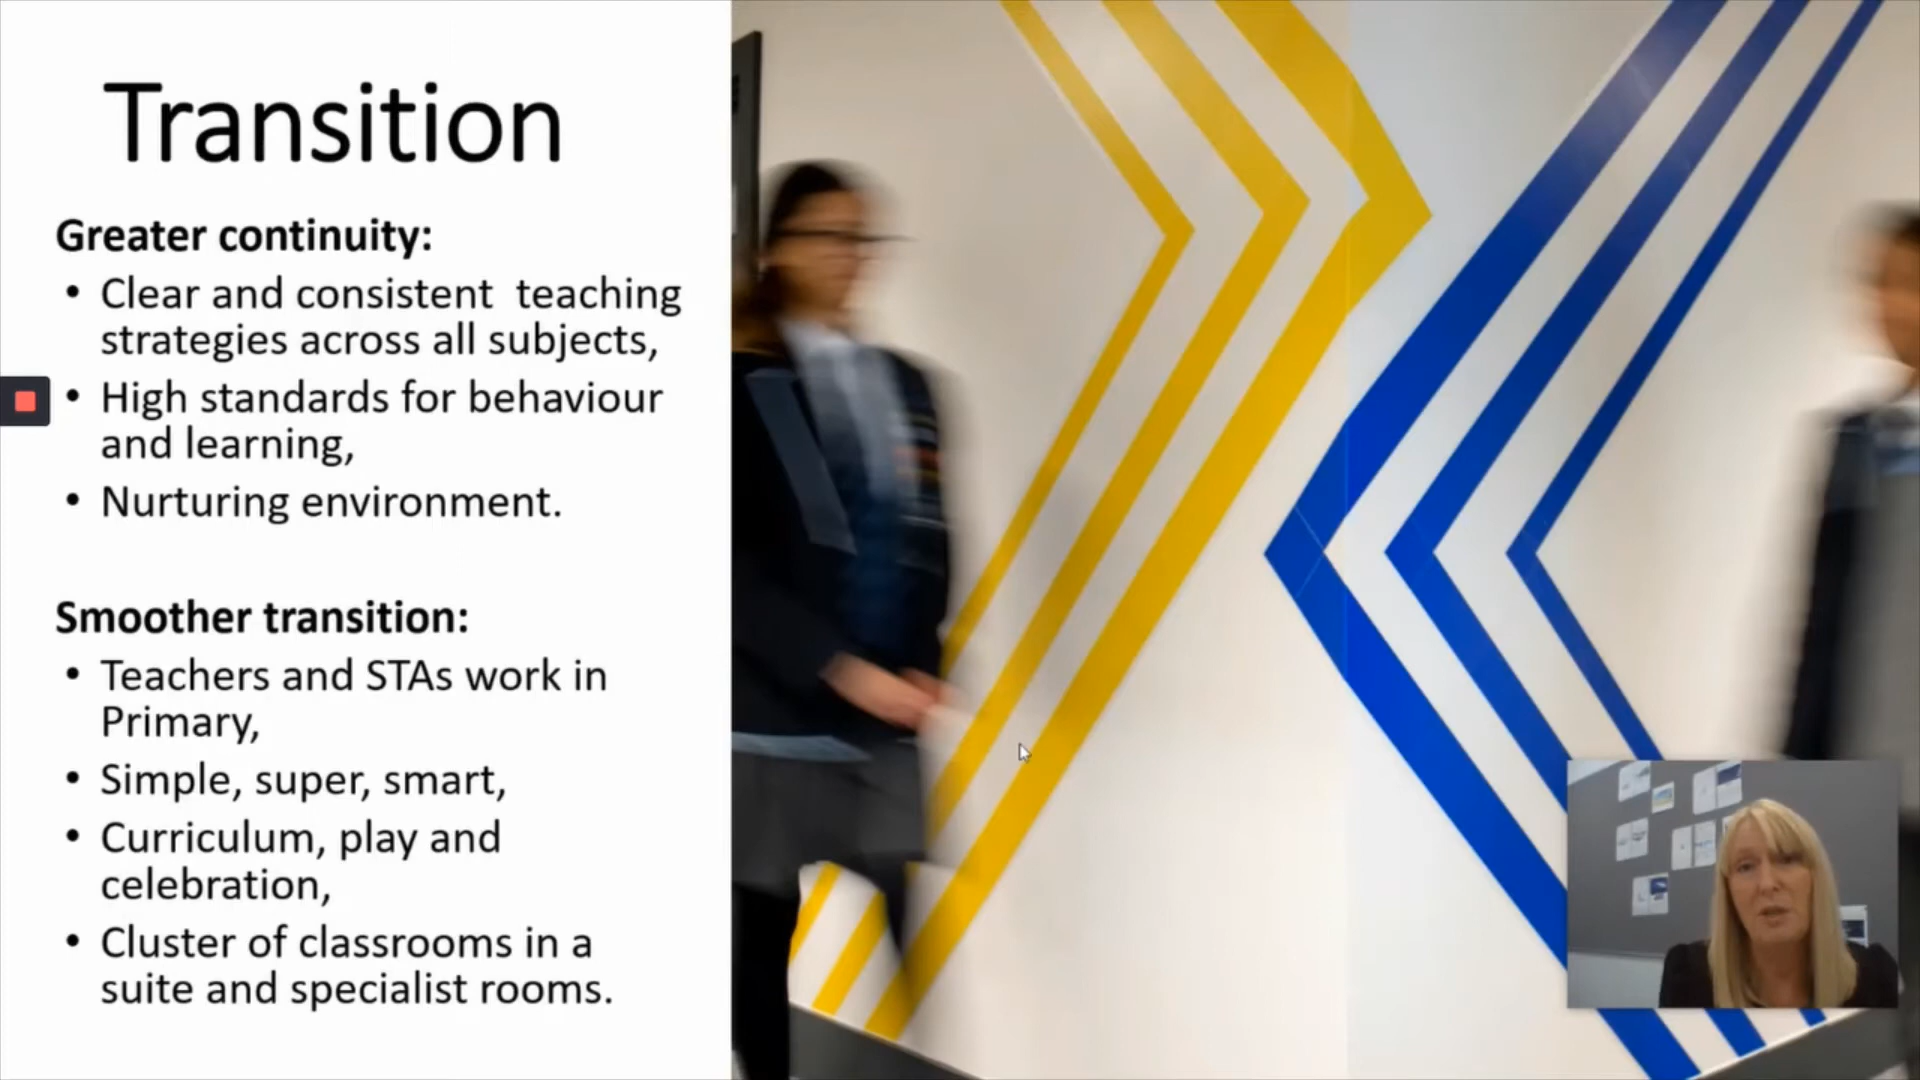 Transition
Greater continuity:
• Clear and consistent  teaching
strategies across all subjects,
• High standards for behaviour
and learning,
• Nurturing environment.
Smoother transition:
• Teachers and STAs work in
Primary,
• Simple, super, smart,
• Curriculum, play and
celebration,
• Cluster of classrooms in a
suite and specialist rooms.